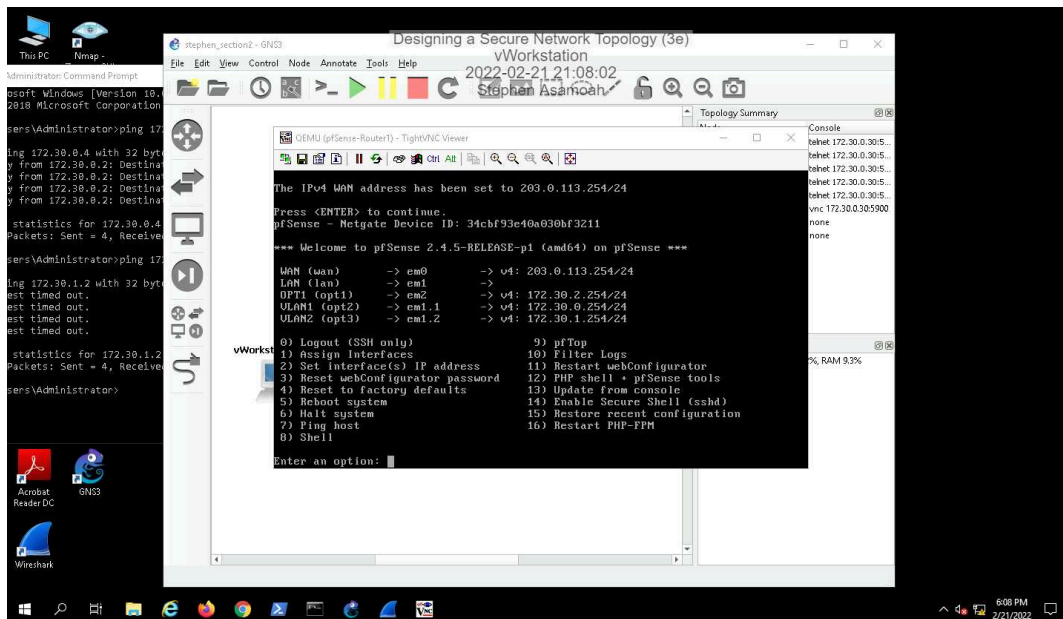 Designing a Secure Network Topology (3e)
vWorkstation
2022-02-21 21:08:02
Stephen Asamoah
This PC
Nmap -
Administrator: Command Prompt
osoft Windows [Version 10.
2018 Microsoft Corporation
sers\Administrator>ping 17
ing 172.30.0.4 with 32 byt
y from 172.30.0.2: Destina
y from 172.30.0.2: Destina
y from 172.30.0.2: Destina
y from 172.30.0.2: Destina
statistics for 172.30.0.4
Packets: Sent = 4, Receive
sers\Administrator>ping 17
ing 172.30.1.2 with 32 byt
est timed out.
est timed out.
est timed out.
est timed out.
statistics for 172.30.1.2
Packets: Sent = 4, Receive
sers\Administrator>
Acrobat
Reader DC
GNS3
Wireshark
stephen_section2 - GNS3
File Edit View Control Node Annotate Tools Help
vWorkst
QEMU (pfSense-Router1) - TightVNC Viewer
Ctrl Alt
The IPv4 WAN address has been set to 203.0.113.254/24
Press <ENTER> to continue.
pfSense - Netgate Device ID: 34cbf93e40a030bf3211
*** Welcome to pfSense 2.4.5-RELEASE-p1 (amd64) on pfSense ***
WAN (wan) -> em0 -> v4: 203.0.113.254/24
LAN (lan) -> em1 ->
OPT1 (opt1) -> em2 -> v4: 172.30.2.254/24
VLAN1 (opt2) -> em1.1 -> v4: 172.30.0.254/24
VLAN2 (opt3) -> em1.2 -> v4: 172.30.1.254/24
0) Logout (SSH only) 9) pfTop
1) Assign Interfaces 10) Filter Logs
2) Set interface(s) IP address 11) Restart webConfigurator
3) Reset webConfigurator password 12) PHP shell + pfSense tools
4) Reset to factory defaults 13) Update from console
5) Reboot system 14) Enable Secure Shell (sshd)
6) Halt system 15) Restore recent configuration
7) Ping host 16) Restart PHP-FPM
8) Shell
Enter an option:
Topology Summary
Console
telnet 172.30.0.30:5...
telnet 172.30.0.30:5...
telnet 172.30.0.30:5...
telnet 172.30.0.30:5...
telnet 172.30.0.30:5...
vnc 172.30.0.30:5900
none
none
%, RAM 9.3%
6:08 PM
2/21/2022